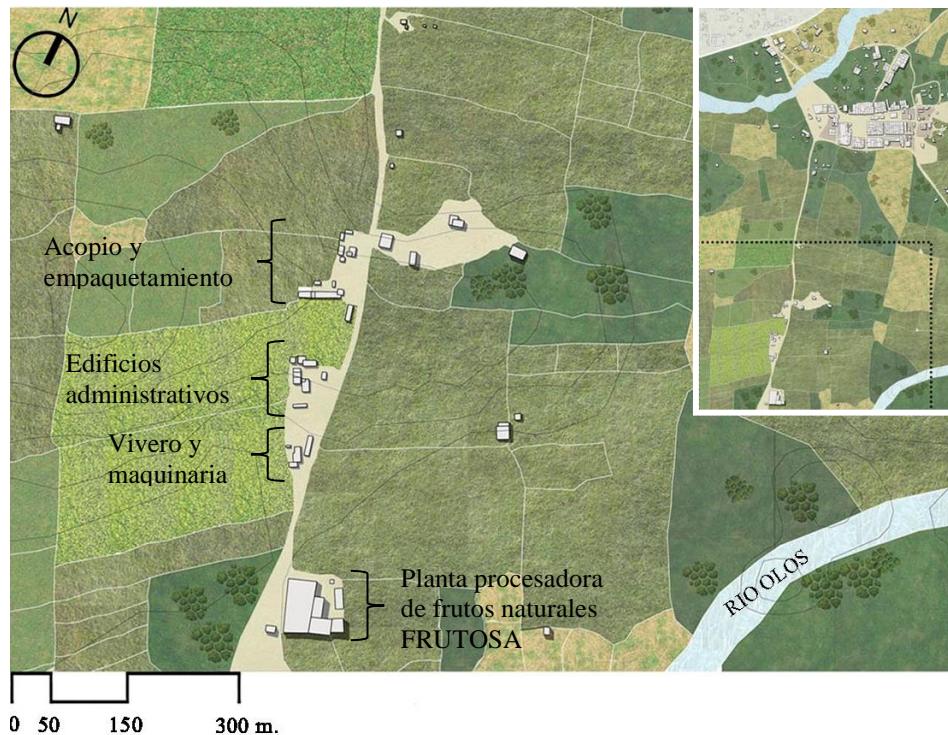 N
Acopio y
empaquetamiento
Edificios
administrativos
Vivero y
maquinaria
Planta procesadora
de frutos naturales
FRUTOSA
RIO OLOS
0 50 150 300 m.